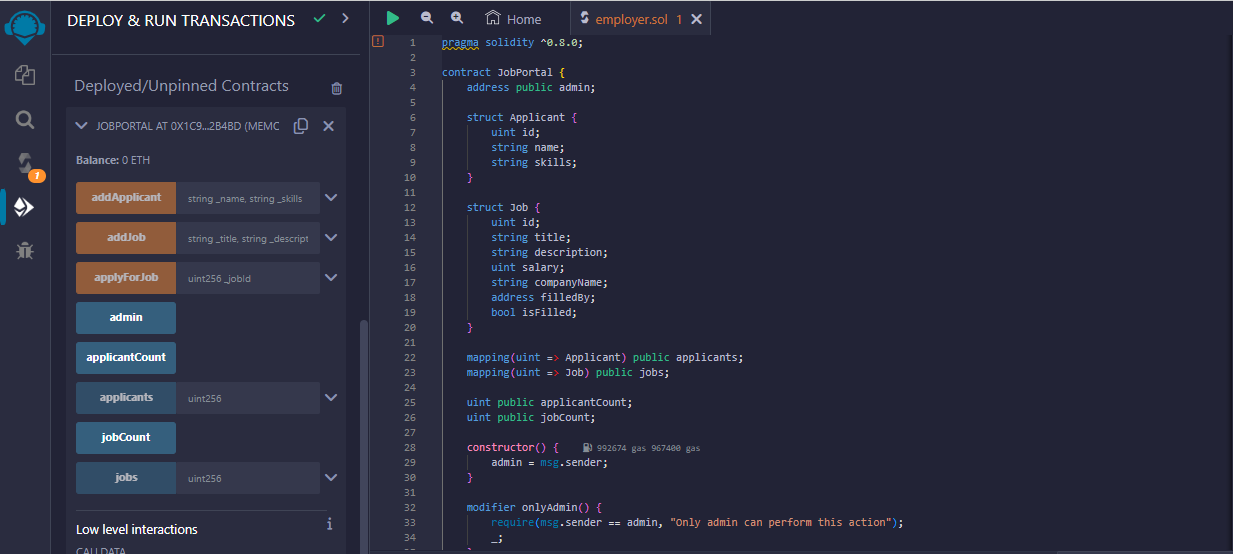 DEPLOY & RUN TRANSACTIONS
Deployed/Unpinned Contracts
JOBPORTAL AT 0X1C9...2B4BD (MEMC
Balance: 0 ETH
addApplicant string _name, string _skills
addJob string _title, string _descript
applyForJob uint256 _jobId
admin
applicantCount
applicants uint256
jobCount
jobs uint256
Low level interactions i
CALLDATA
1
Home
employer.sol 1
1 pragma solidity ^0.8.0;
2
3 contract JobPortal {
4 address public admin;
5
6 struct Applicant {
7 uint id;
8 string name;
9 string skills;
10 }
11
12 struct Job {
13 uint id;
14 string title;
15 string description;
16 uint salary;
17 string companyName;
18 address filledBy;
19 bool isFilled;
20 }
21
22 mapping(uint => Applicant) public applicants;
23 mapping(uint => Job) public jobs;
24
25 uint public applicantCount;
26 uint public jobCount;
27
28 constructor() { 992674 gas 967400 gas
29 admin = msg.sender;
30 }
31
32 modifier onlyAdmin() {
33 require(msg.sender == admin, "Only admin can perform this action");
34 _;